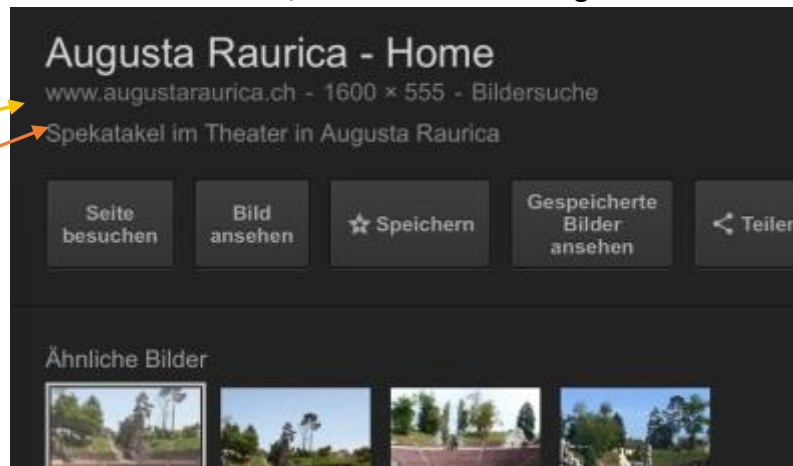 Augusta Raurica - Home
www.augustaraurica.ch - 1600 × 555 - Bildersuche
Spekatakel im Theater in Augusta Raurica
Seite
besuchen
Bild
ansehen
Speichern
Gespeicherte
Bilder
ansehen
Teilen
Ähnliche Bilder